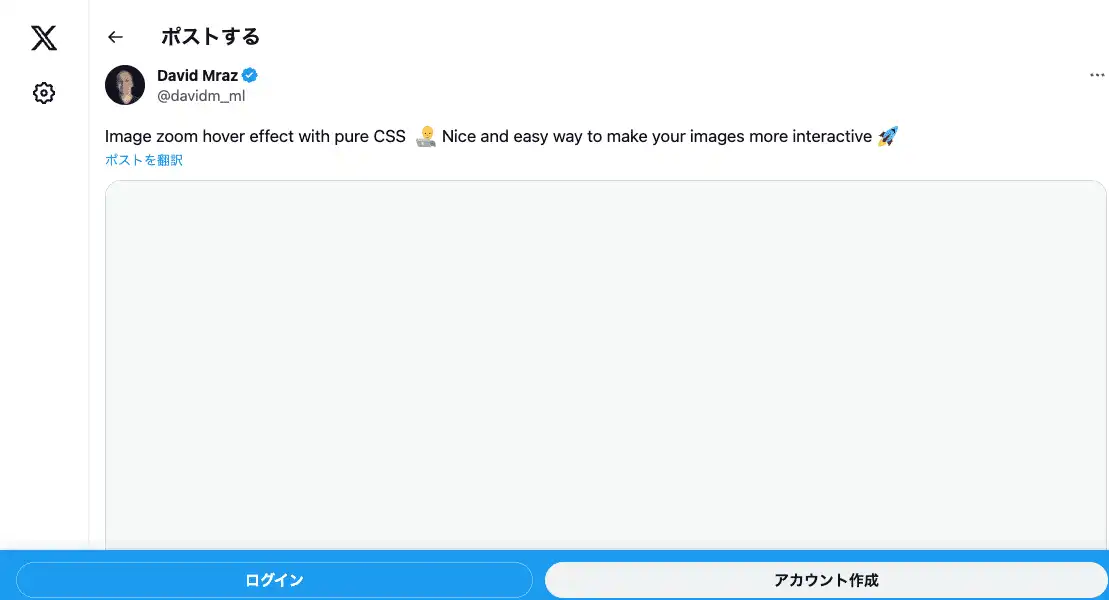 ポストする
David Mraz
@davidm_ml
Image zoom hover effect with pure CSS 🧑‍💻 Nice and easy way to make your images more interactive 🚀
ポストを翻訳
ログイン
アカウント作成